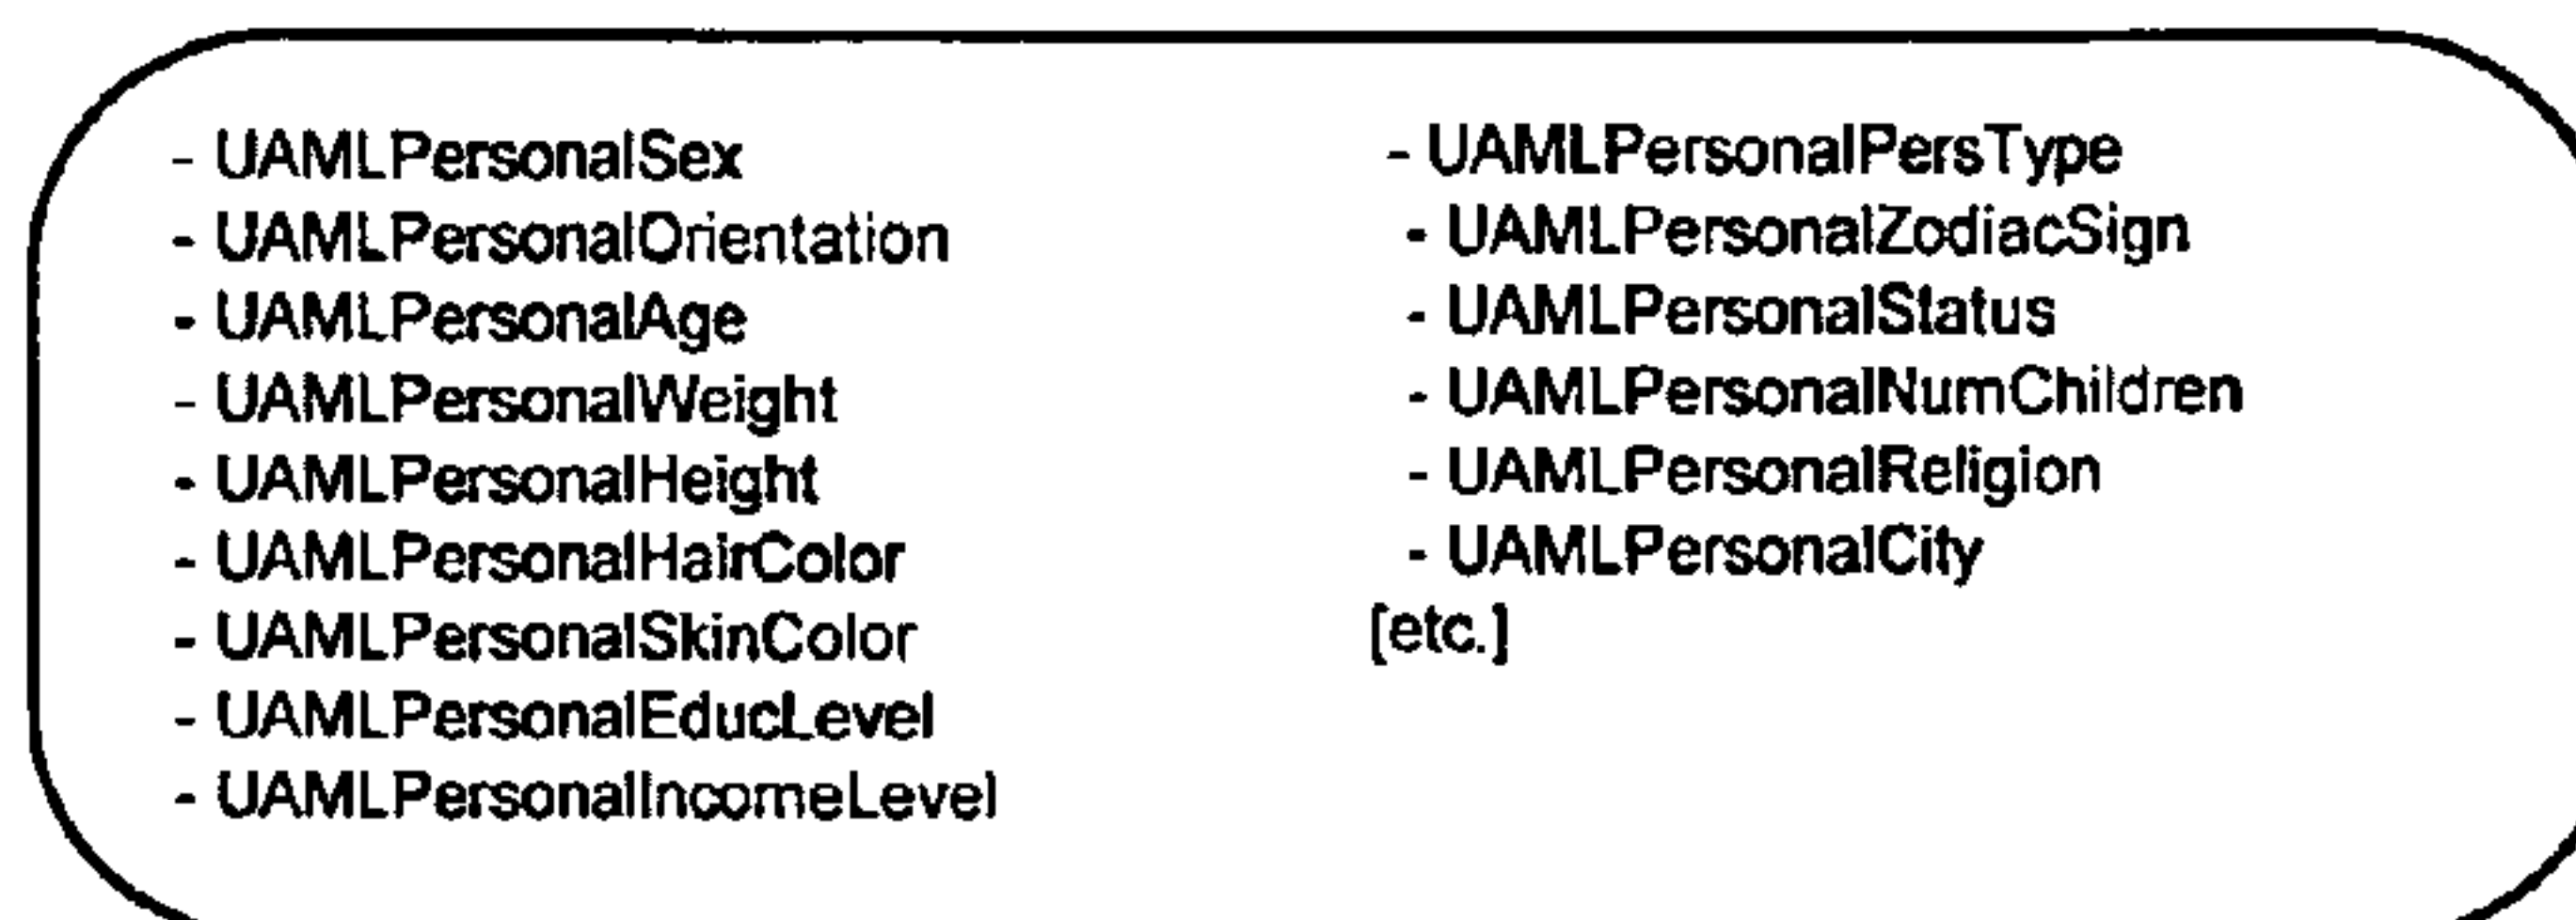 - UAMLPersonalSex
- UAMLPersonalOrientation
- UAMLPersonalAge
- UAMLPersonalWeight
- UAMLPersonalHeight
- UAMLPersonalHairColor
- UAMLPersonalSkinColor
- UAMLPersonalEducLevel
- UAMLPersonalIncomeLevel
- UAMLPersonalPersType
- UAMLPersonalZodiacSign
- UAMLPersonalStatus
- UAMLPersonalNumChildren
- UAMLPersonalReligion
- UAMLPersonalCity
[etc.]